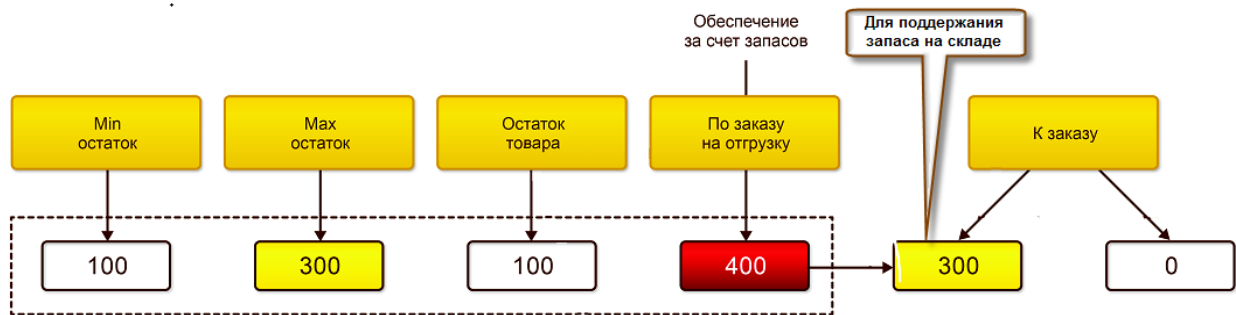 Обеспечение
за счет запасов
Для поддержания
запаса на складе
Min
остаток
Max
остаток
Остаток
товара
По заказу
на отгрузку
К заказу
100
300
100
400
300
0